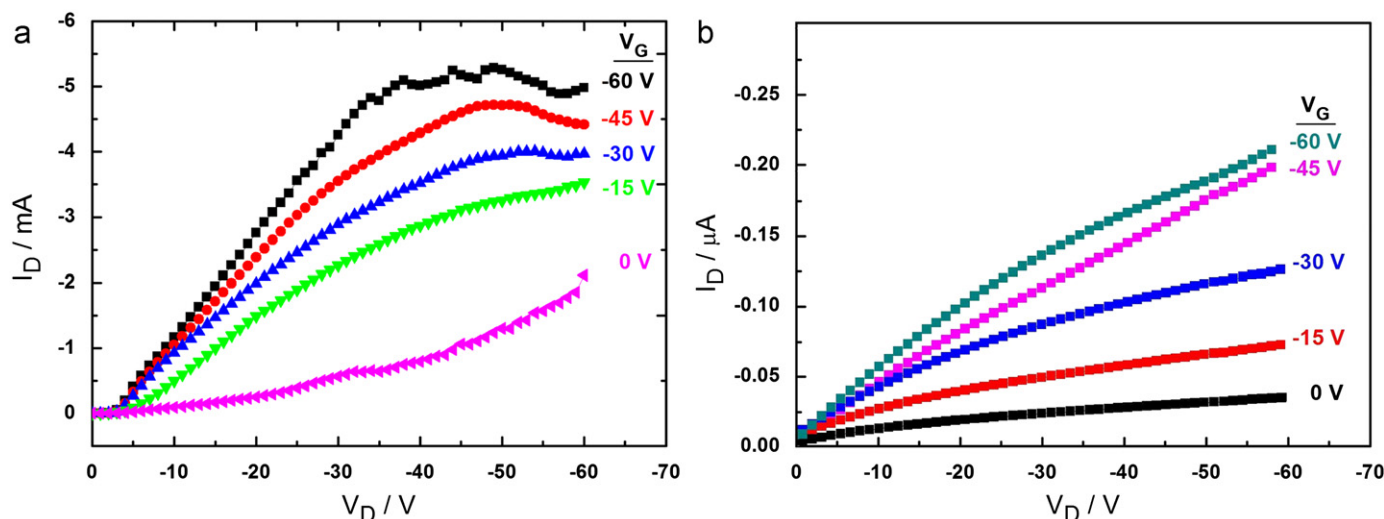 a
I_D / mA
-6
-5
-4
-3
-2
-1
0
0 -10 -20 -30 -40 -50 -60 -70
V_D / V
V_G
-60 V
-45 V
-30 V
-15 V
0 V
b
I_D / μA
-0.25
-0.20
-0.15
-0.10
-0.05
0.00
0 -10 -20 -30 -40 -50 -60 -70
V_D / V
V_G
-60 V
-45 V
-30 V
-15 V
0 V